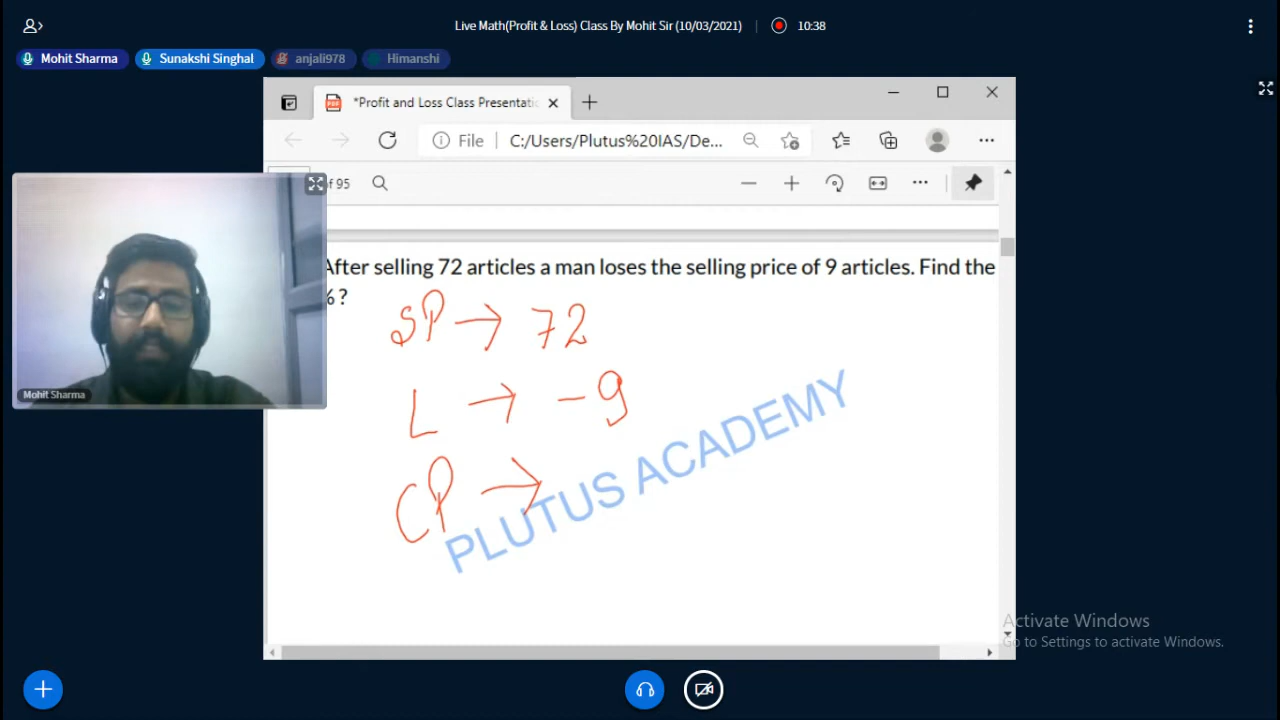 Live Math(Profit & Loss) Class By Mohit Sir (10/03/2021) 10:38
Mohit Sharma Sunakshi Singhal anjali978 Himanshi
*Profit and Loss Class Presentatio
File C:/Users/Plutus%20IAS/De...
of 95
After selling 72 articles a man loses the selling price of 9 articles. Find the
% ?
SP → 72
L → -9
CP →
PLUTUS ACADEMY
Mohit Sharma
Activate Windows
Go to Settings to activate Windows.